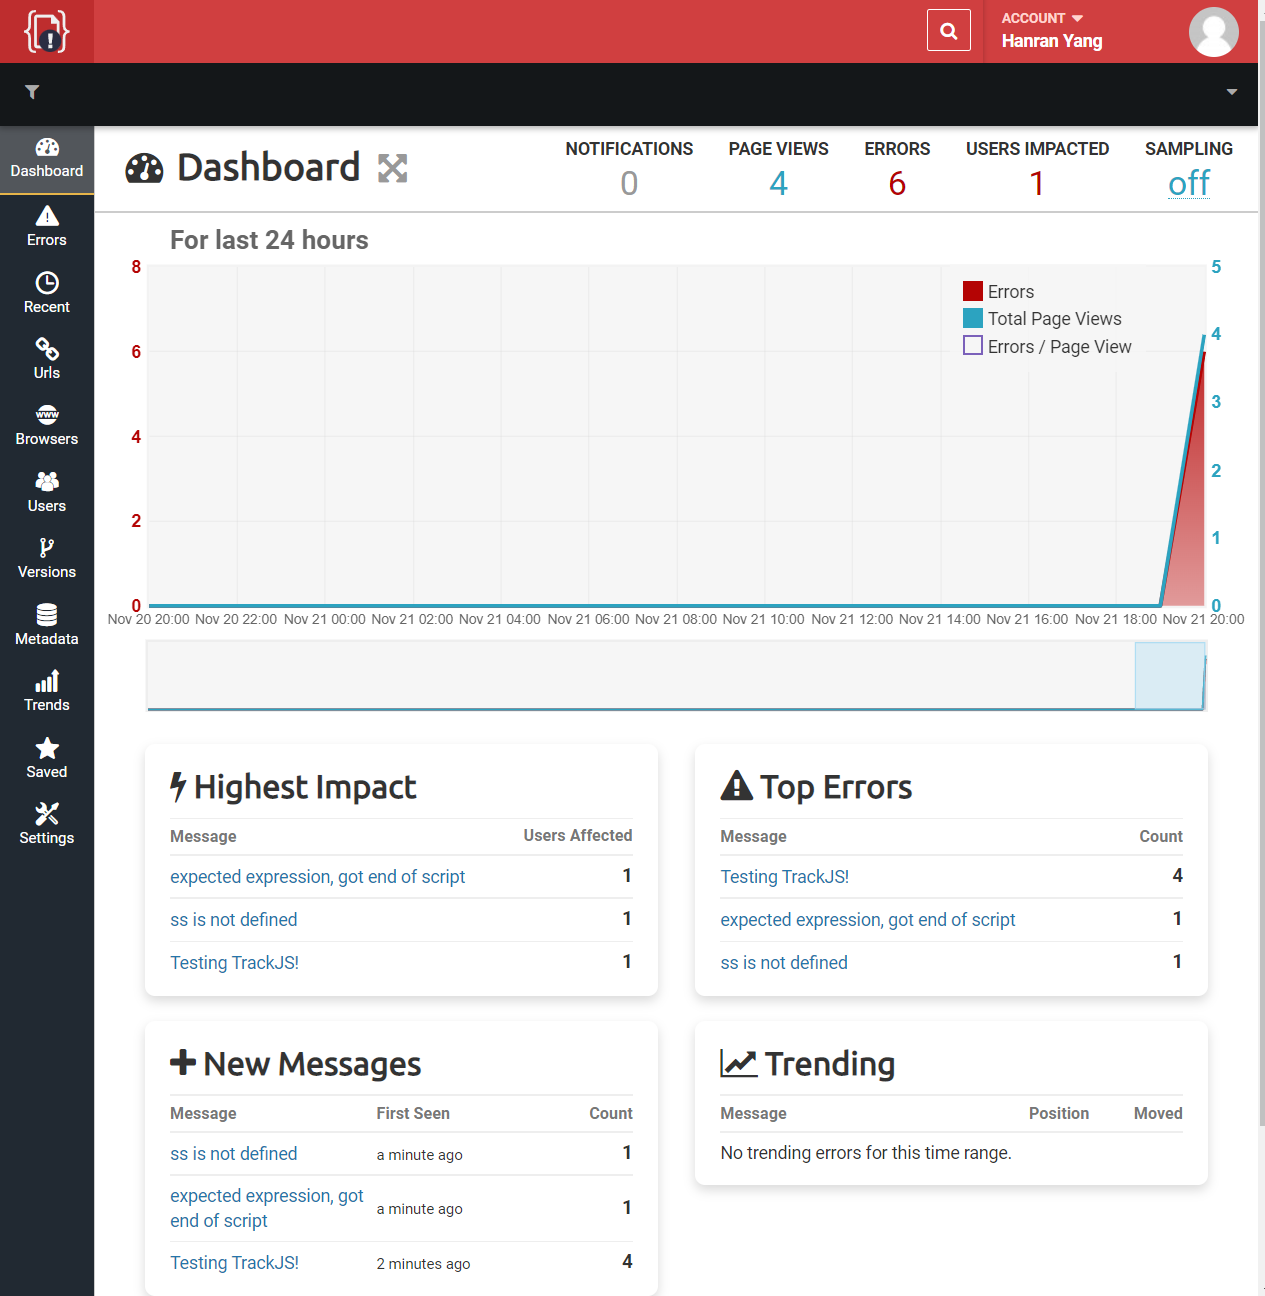 ACCOUNT
Hanran Yang
Dashboard
Errors
Recent
Urls
WWW
Browsers
Users
Versions
Metadata
Trends
Saved
Settings
Dashboard
NOTIFICATIONS PAGE VIEWS ERRORS USERS IMPACTED SAMPLING
0 4 6 1 off
For last 24 hours
8
6
4
2
0
Errors
Total Page Views
Errors / Page View
5
4
3
2
1
0
Nov 20 20:00 Nov 20 22:00 Nov 21 00:00 Nov 21 02:00 Nov 21 04:00 Nov 21 06:00 Nov 21 08:00 Nov 21 10:00 Nov 21 12:00 Nov 21 14:00 Nov 21 16:00 Nov 21 18:00 Nov 21 20:00
Highest Impact
Message Users Affected
expected expression, got end of script 1
ss is not defined 1
Testing TrackJS! 1
Top Errors
Message Count
Testing TrackJS! 4
expected expression, got end of script 1
ss is not defined 1
New Messages
Message First Seen Count
ss is not defined a minute ago 1
expected expression, got
end of script a minute ago 1
Testing TrackJS! 2 minutes ago 4
Trending
Message Position Moved
No trending errors for this time range.